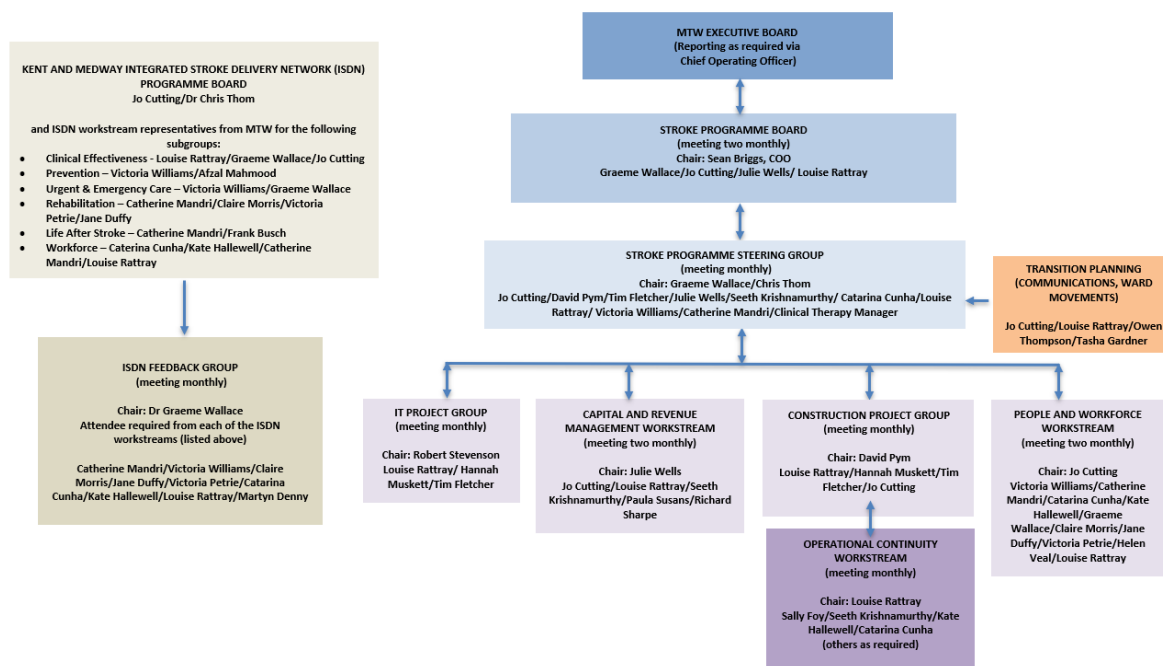 KENT AND MEDWAY INTEGRATED STROKE DELIVERY NETWORK (ISDN)
PROGRAMME BOARD
Jo Cutting/Dr Chris Thom
and ISDN workstream representatives from MTW for the following
subgroups:
• Clinical Effectiveness - Louise Rattray/Graeme Wallace/Jo Cutting
• Prevention – Victoria Williams/Afzal Mahmood
• Urgent & Emergency Care – Victoria Williams/Graeme Wallace
• Rehabilitation – Catherine Mandri/Claire Morris/Victoria
Petrie/Jane Duffy
• Life After Stroke – Catherine Mandri/Frank Busch
• Workforce – Caterina Cunha/Kate Hallewell/Catherine
Mandri/Louise Rattray
ISDN FEEDBACK GROUP
(meeting monthly)
Chair: Dr Graeme Wallace
Attendee required from each of the ISDN
workstreams (listed above)
Catherine Mandri/Victoria Williams/Claire
Morris/Jane Duffy/Victoria Petrie/Catarina
Cunha/Kate Hallewell/Louise Rattray/Martyn Denny
MTW EXECUTIVE BOARD
(Reporting as required via
Chief Operating Officer)
STROKE PROGRAMME BOARD
(meeting two monthly)
Chair: Sean Briggs, COO
Graeme Wallace/Jo Cutting/Julie Wells/ Louise Rattray
STROKE PROGRAMME STEERING GROUP
(meeting monthly)
Chair: Graeme Wallace/Chris Thom
Jo Cutting/David Pym/Tim Fletcher/Julie Wells/Seeth Krishnamurthy/ Catarina Cunha/Louise
Rattray/ Victoria Williams/Catherine Mandri/Clinical Therapy Manager
TRANSITION PLANNING
(COMMUNICATIONS, WARD
MOVEMENTS)
Jo Cutting/Louise Rattray/Owen
Thompson/Tasha Gardner
IT PROJECT GROUP
(meeting monthly)
Chair: Robert Stevenson
Louise Rattray/ Hannah
Muskett/Tim Fletcher
CAPITAL AND REVENUE
MANAGEMENT WORKSTREAM
(meeting two monthly)
Chair: Julie Wells
Jo Cutting/Louise Rattray/Seeth
Krishnamurthy/Paula Susans/Richard
Sharpe
CONSTRUCTION PROJECT GROUP
(meeting monthly)
Chair: David Pym
Louise Rattray/Hannah Muskett/Tim
Fletcher/Jo Cutting
OPERATIONAL CONTINUITY
WORKSTREAM
(meeting monthly)
Chair: Louise Rattray
Sally Foy/Seeth Krishnamurthy/Kate
Hallewell/Catarina Cunha
(others as required)
PEOPLE AND WORKFORCE
WORKSTREAM
(meeting two monthly)
Chair: Jo Cutting
Victoria Williams/Catherine
Mandri/Catarina Cunha/Kate
Hallewell/Graeme
Wallace/Claire Morris/Jane
Duffy/Victoria Petrie/Helen
Veal/Louise Rattray